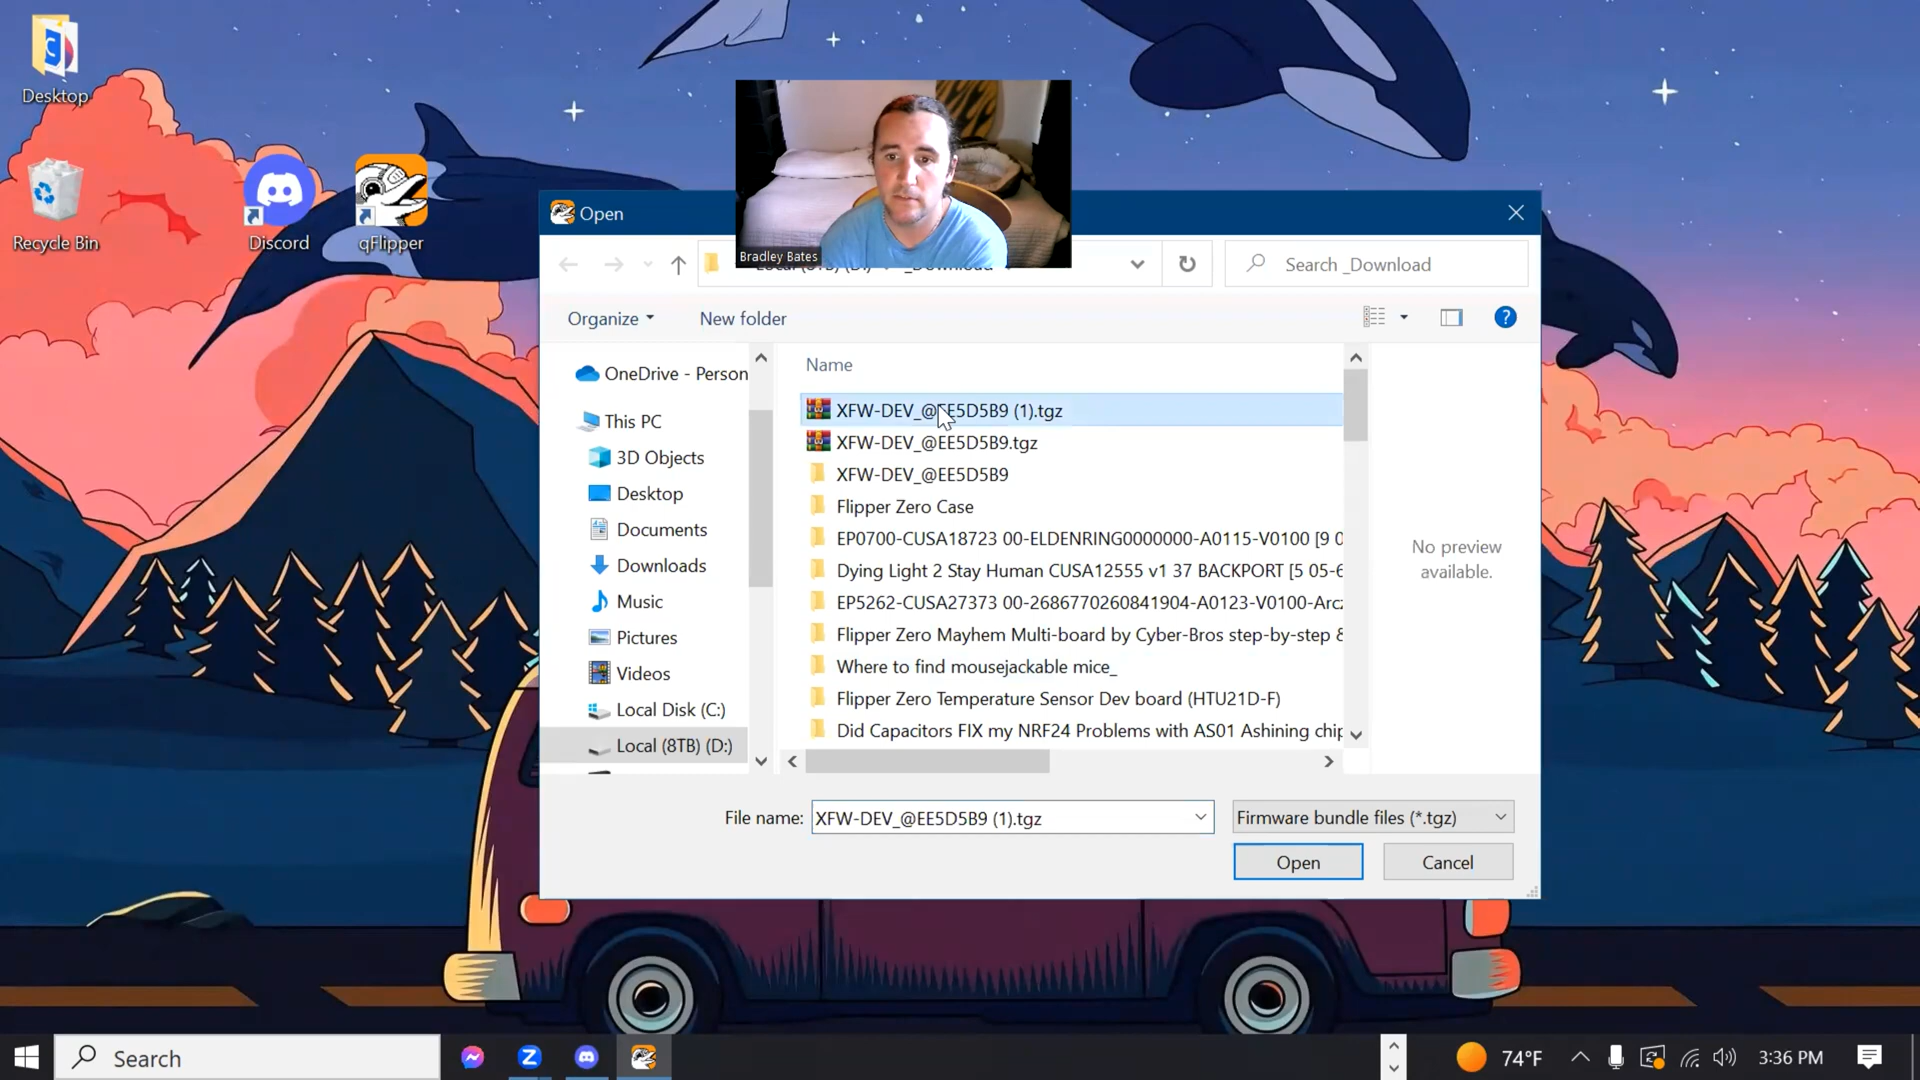 Desktop
Recycle Bin
Discord
qFlipper
Open
Bradley Bates
Search _Download
Organize
New folder
OneDrive - Person
This PC
3D Objects
Desktop
Documents
Downloads
Music
Pictures
Videos
Local Disk (C:)
Local (8TB) (D:)
Name
XFW-DEV_@EE5D5B9 (1).tgz
XFW-DEV_@EE5D5B9.tgz
XFW-DEV_@EE5D5B9
Flipper Zero Case
EP0700-CUSA18723 00-ELDENRING0000000-A0115-V0100 [9 0
Dying Light 2 Stay Human CUSA12555 v1 37 BACKPORT [5 05-6
EP5262-CUSA27373 00-2686770260841904-A0123-V0100-Arc
Flipper Zero Mayhem Multi-board by Cyber-Bros step-by-step &
Where to find mousejackable mice_
Flipper Zero Temperature Sensor Dev board (HTU21D-F)
Did Capacitors FIX my NRF24 Problems with AS01 Ashining chip
No preview
available.
File name:
XFW-DEV_@EE5D5B9 (1).tgz
Firmware bundle files (*.tgz)
Open
Cancel
Search
74°F
3:36 PM